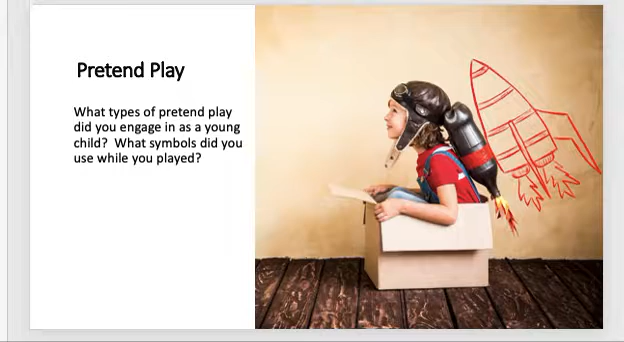 Pretend Play
What types of pretend play
did you engage in as a young
child?  What symbols did you
use while you played?